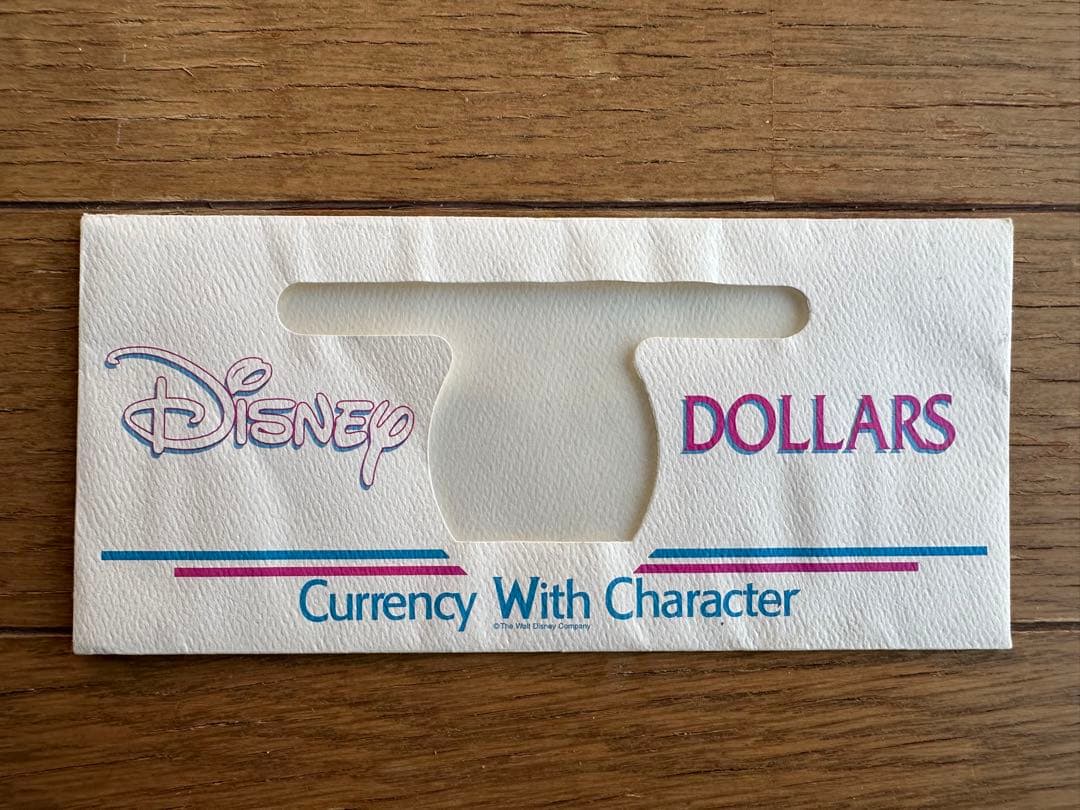 Disney DOLLARS
Currency With Character
©The Walt Disney Company